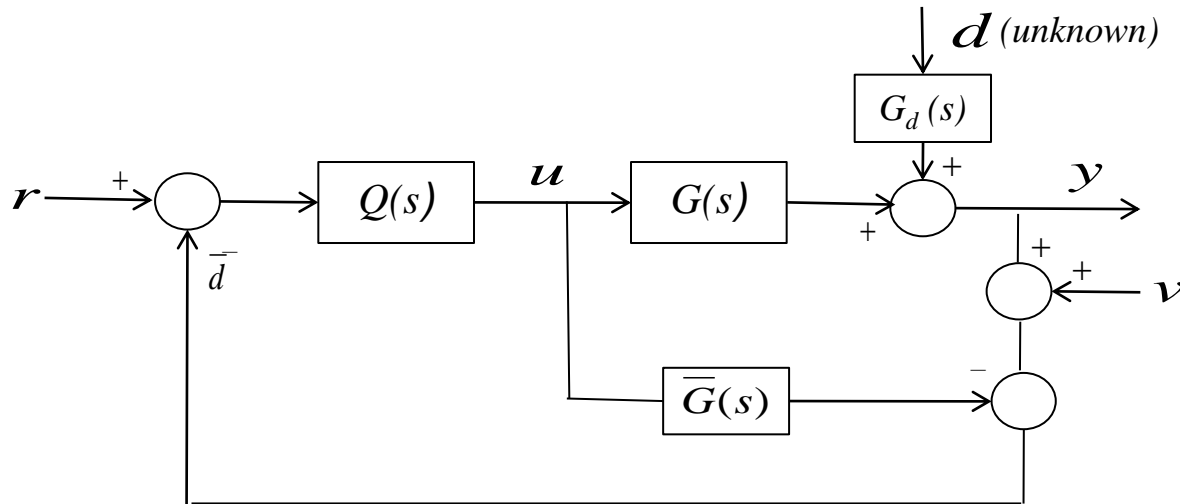 d (unknown)
G_d (s)
+
r
+
Q(s)
u
G(s)
+
+
y
d̅
−
+
+
v
G̅(s)
−